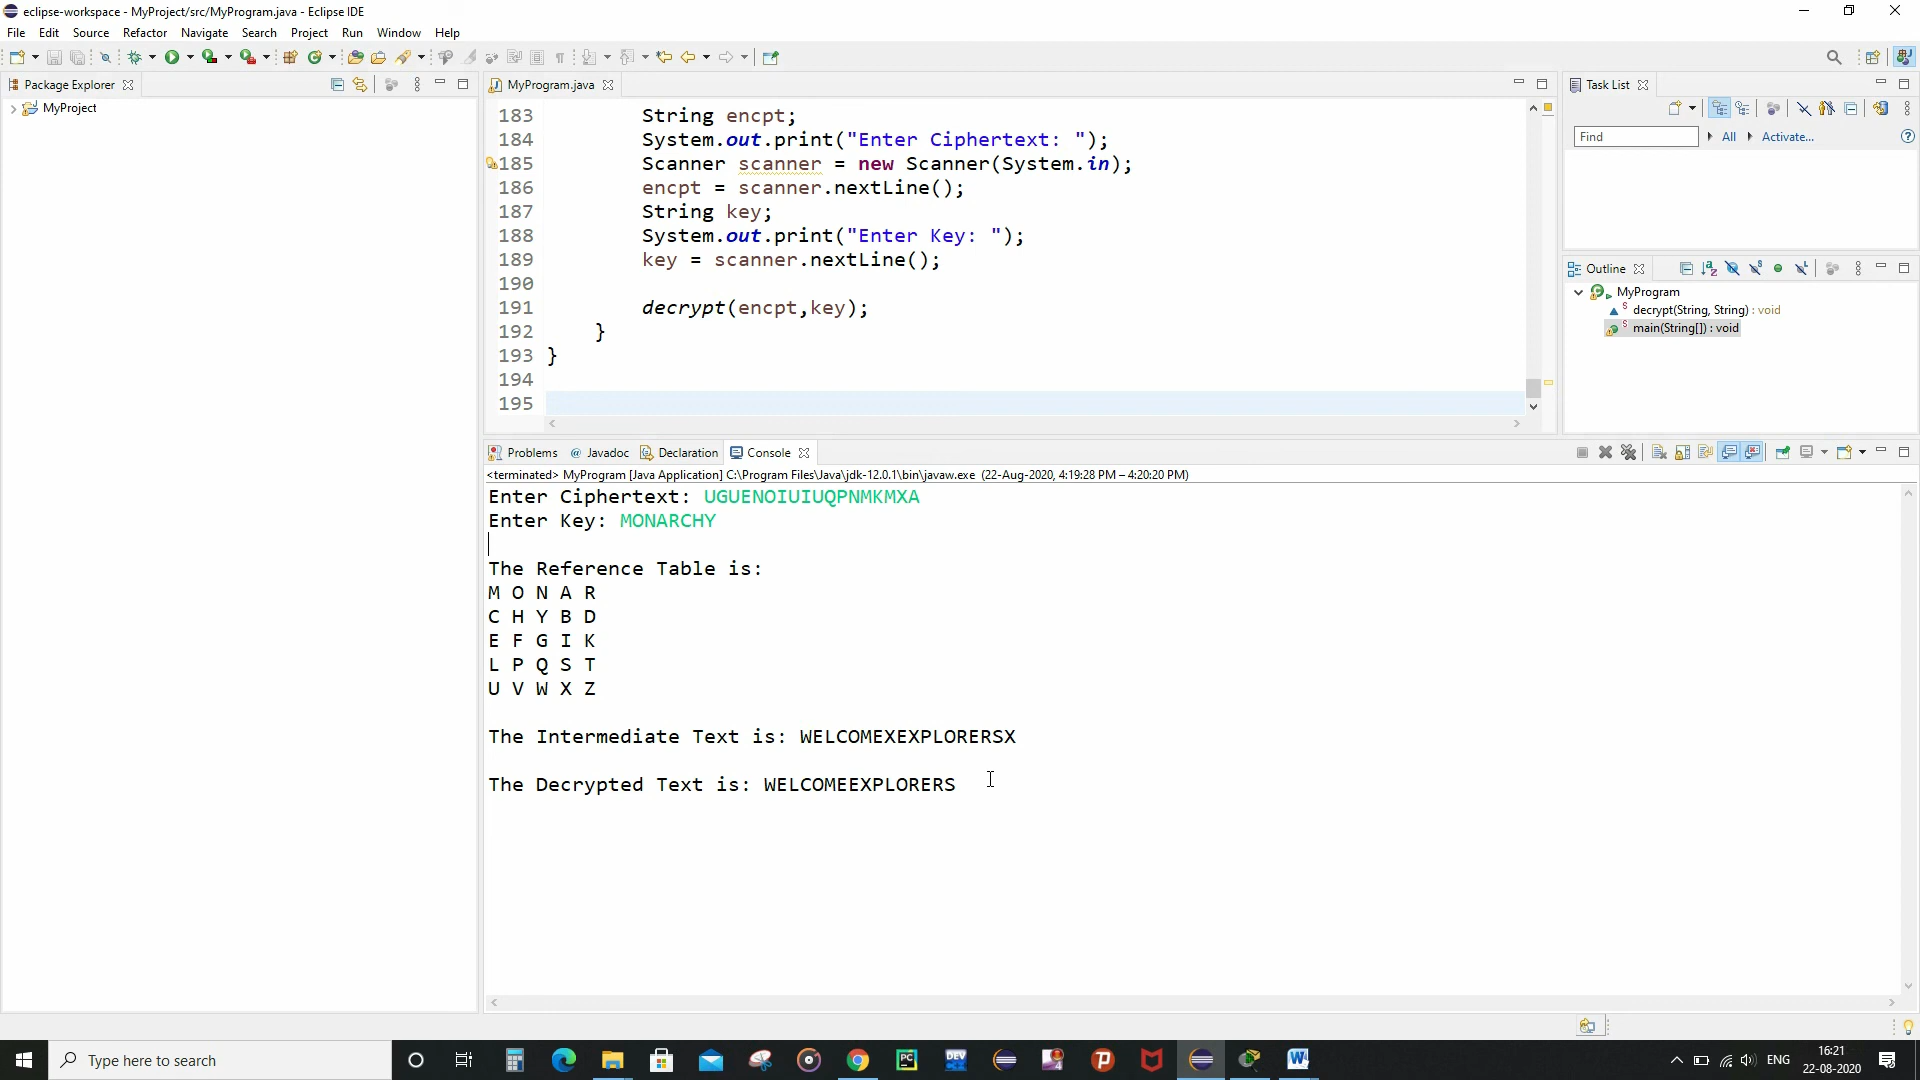 eclipse-workspace - MyProject/src/MyProgram.java - Eclipse IDE
File Edit Source Refactor Navigate Search Project Run Window Help
Package Explorer
MyProject
MyProgram.java
183 String encpt;
184 System.out.print("Enter Ciphertext: ");
185 Scanner scanner = new Scanner(System.in);
186 encpt = scanner.nextLine();
187 String key;
188 System.out.print("Enter Key: ");
189 key = scanner.nextLine();
190
191 decrypt(encpt,key);
192 }
193 }
194
195
Task List
Find All Activate...
Outline
MyProgram
decrypt(String, String) : void
main(String[]) : void
Problems Javadoc Declaration Console
<terminated> MyProgram [Java Application] C:\Program Files\Java\jdk-12.0.1\bin\javaw.exe (22-Aug-2020, 4:19:28 PM – 4:20:20 PM)
Enter Ciphertext: UGUENOIUIUQPNMKMXA
Enter Key: MONARCHY
The Reference Table is:
M O N A R
C H Y B D
E F G I K
L P Q S T
U V W X Z
The Intermediate Text is: WELCOMEXEXPLORERSX
The Decrypted Text is: WELCOMEEXPLORERS
Type here to search
PC
DEV
ENG
16:21
22-08-2020